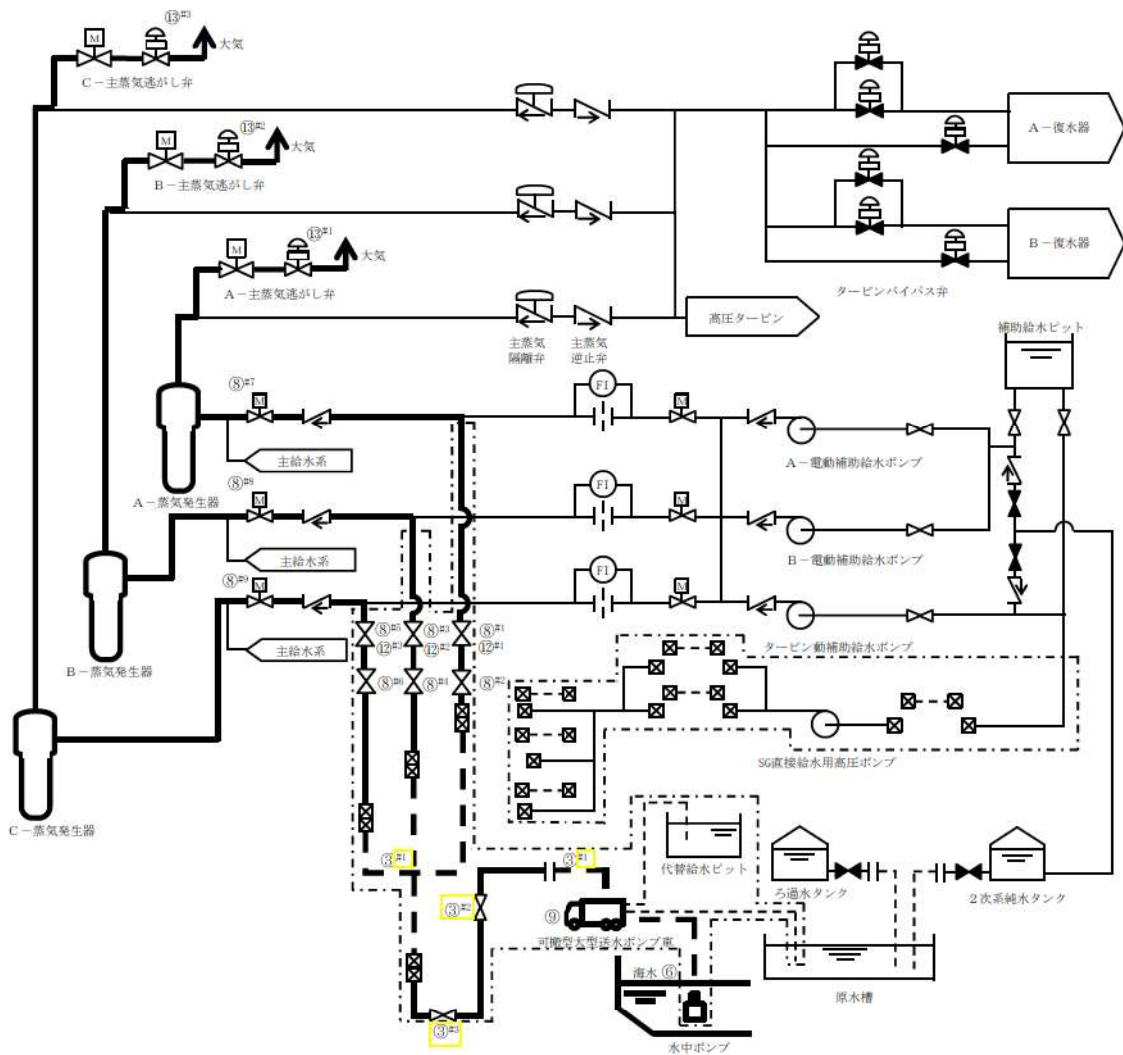 ⑬#3
M
大気
C-主蒸気逃がし弁
⑬#2
M
大気
B-主蒸気逃がし弁
⑬#1
M
大気
A-主蒸気逃がし弁
A-復水器
B-復水器
タービンバイパス弁
高圧タービン
主蒸気
隔離弁
主蒸気
逆止弁
補助給水ピット
⑧#7
M
FI
M
A-電動補助給水ポンプ
主給水系
A-蒸気発生器
⑧#8
M
FI
M
B-電動補助給水ポンプ
主給水系
B-蒸気発生器
⑧#9
M
FI
M
タービン動補助給水ポンプ
主給水系
C-蒸気発生器
⑧#5
⑧#3
⑧#1
⑫#3
⑫#2
⑫#1
⑧#6
⑧#4
⑧#2
SG直接給水用高圧ポンプ
③#1
③#1
③#2
③#3
代替給水ピット
ろ過水タンク
2次系純水タンク
⑨
可搬型大型送水ポンプ車
海水⑥
原水槽
水中ポンプ